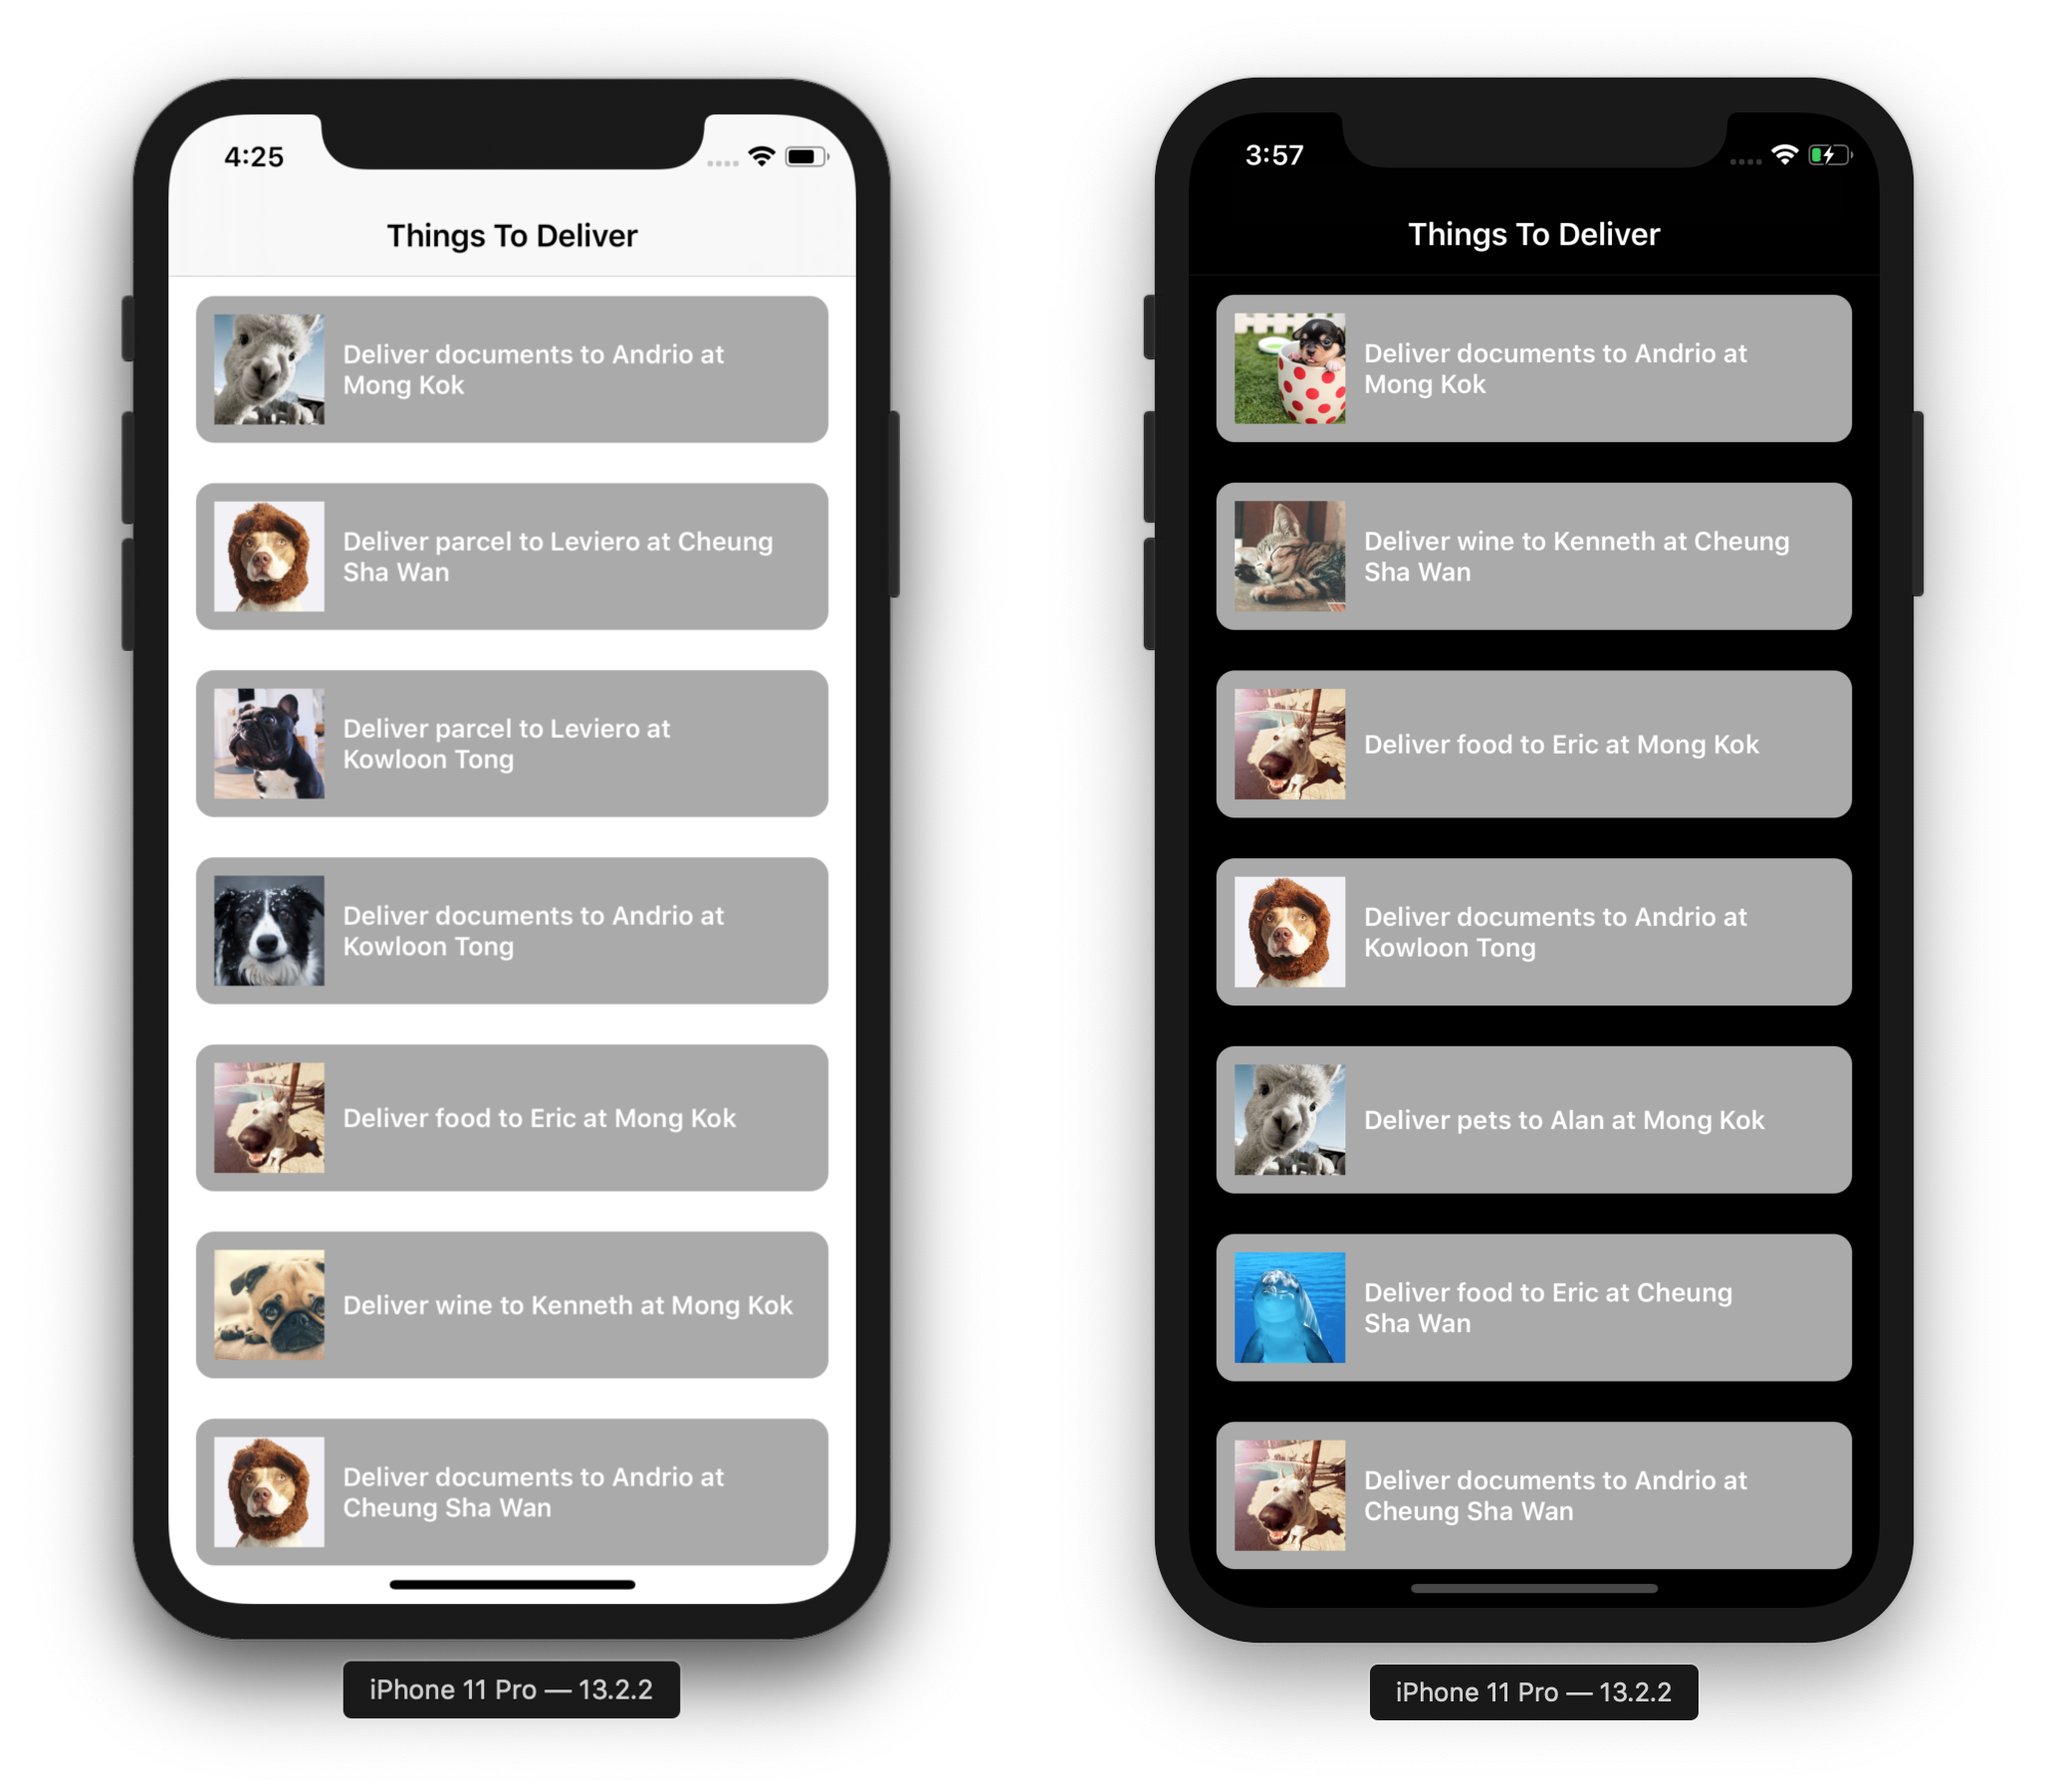 4:25
Things To Deliver
Deliver documents to Andrio at
Mong Kok
Deliver parcel to Leviero at Cheung
Sha Wan
Deliver parcel to Leviero at
Kowloon Tong
Deliver documents to Andrio at
Kowloon Tong
Deliver food to Eric at Mong Kok
Deliver wine to Kenneth at Mong Kok
Deliver documents to Andrio at
Cheung Sha Wan
iPhone 11 Pro — 13.2.2
3:57
Things To Deliver
Deliver documents to Andrio at
Mong Kok
Deliver wine to Kenneth at Cheung
Sha Wan
Deliver food to Eric at Mong Kok
Deliver documents to Andrio at
Kowloon Tong
Deliver pets to Alan at Mong Kok
Deliver food to Eric at Cheung
Sha Wan
Deliver documents to Andrio at
Cheung Sha Wan
iPhone 11 Pro — 13.2.2